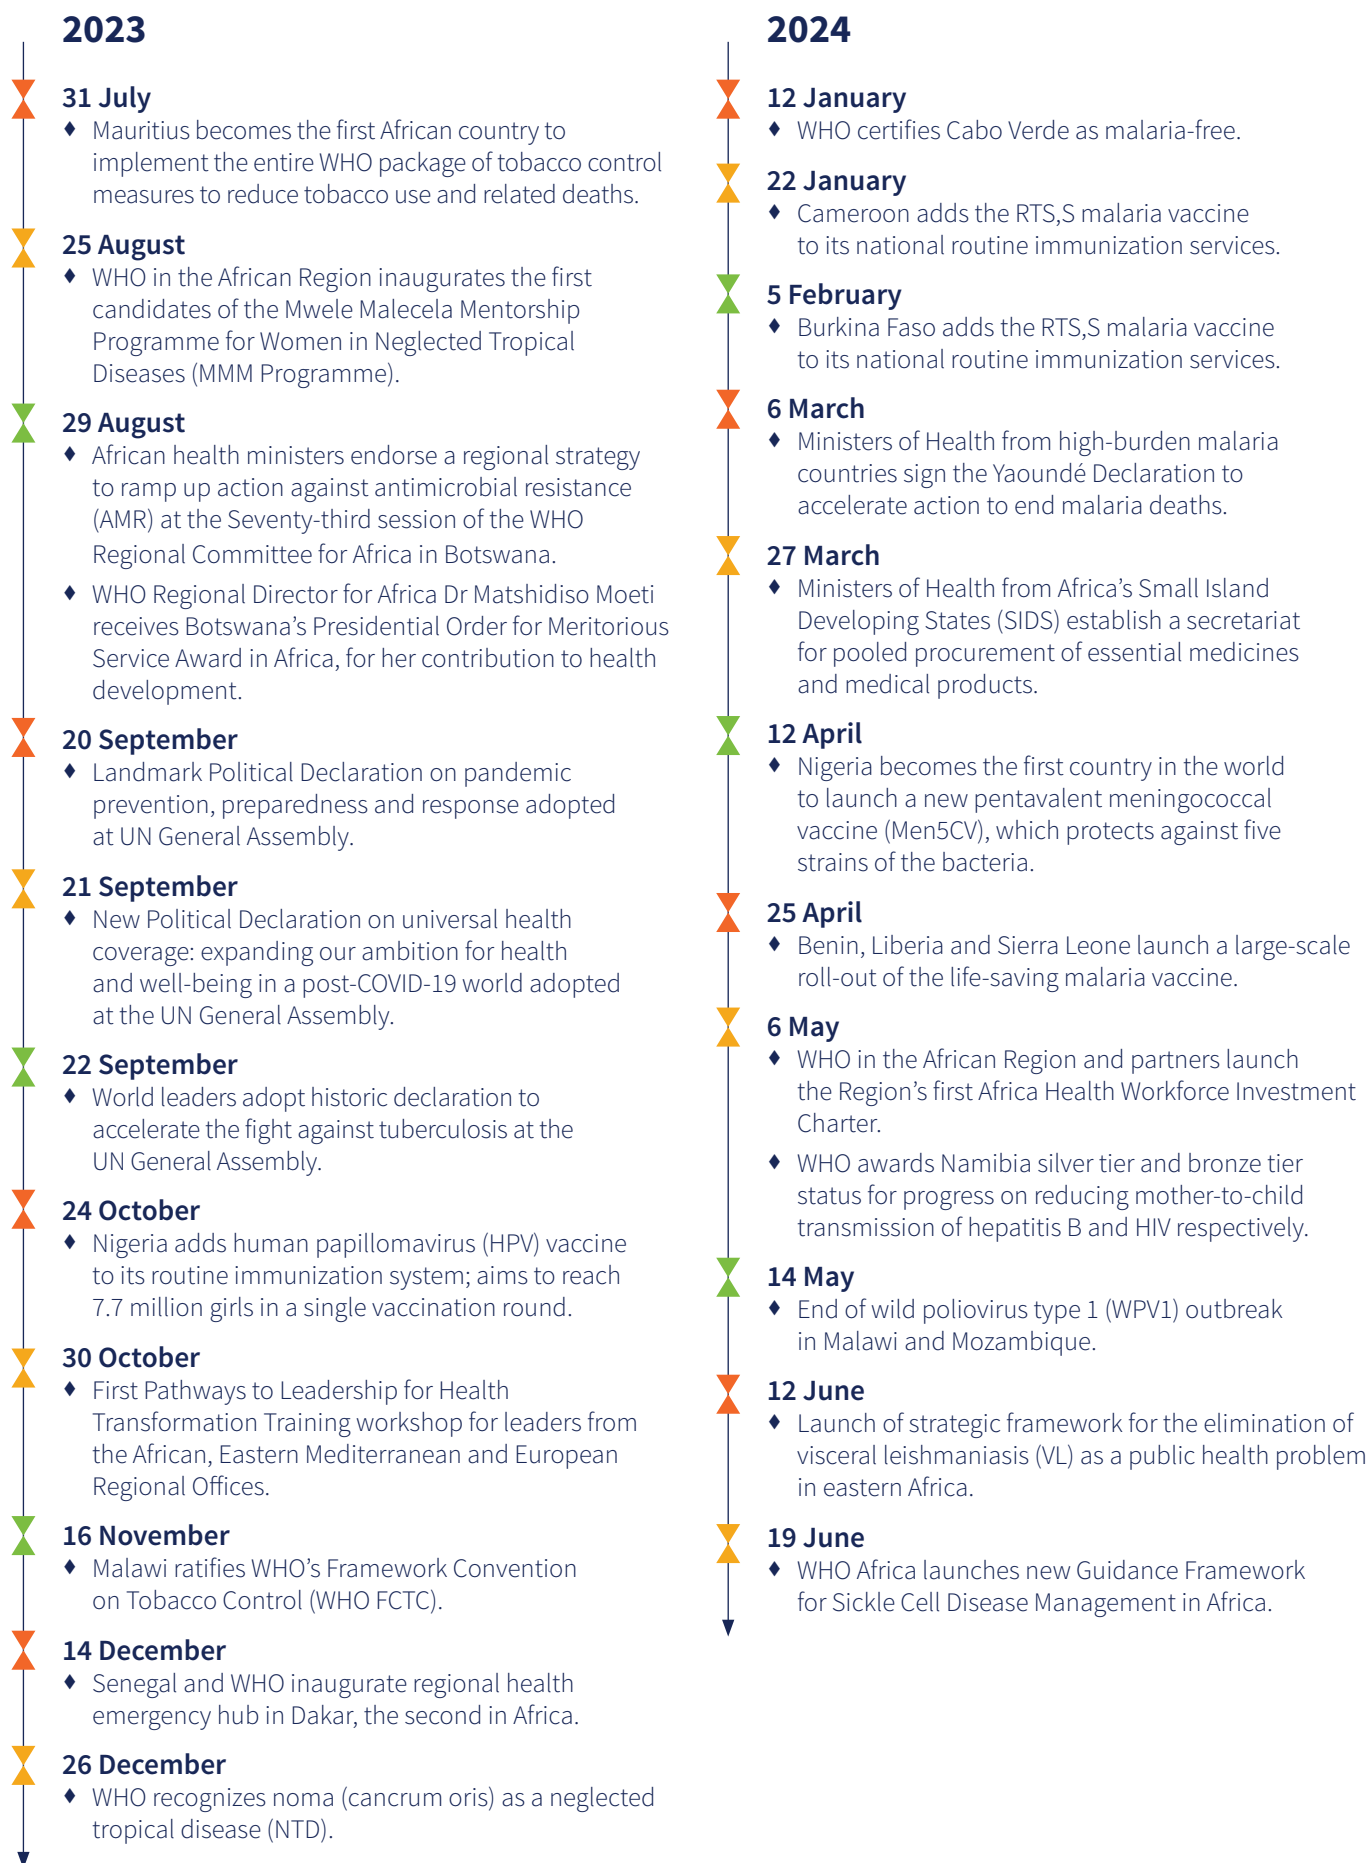 2023
31 July
♦ Mauritius becomes the first African country to
implement the entire WHO package of tobacco control
measures to reduce tobacco use and related deaths.
25 August
♦ WHO in the African Region inaugurates the first
candidates of the Mwele Malecela Mentorship
Programme for Women in Neglected Tropical
Diseases (MMM Programme).
29 August
♦ African health ministers endorse a regional strategy
to ramp up action against antimicrobial resistance
(AMR) at the Seventy-third session of the WHO
Regional Committee for Africa in Botswana.
♦ WHO Regional Director for Africa Dr Matshidiso Moeti
receives Botswana’s Presidential Order for Meritorious
Service Award in Africa, for her contribution to health
development.
20 September
♦ Landmark Political Declaration on pandemic
prevention, preparedness and response adopted
at UN General Assembly.
21 September
♦ New Political Declaration on universal health
coverage: expanding our ambition for health
and well-being in a post-COVID-19 world adopted
at the UN General Assembly.
22 September
♦ World leaders adopt historic declaration to
accelerate the fight against tuberculosis at the
UN General Assembly.
24 October
♦ Nigeria adds human papillomavirus (HPV) vaccine
to its routine immunization system; aims to reach
7.7 million girls in a single vaccination round.
30 October
♦ First Pathways to Leadership for Health
Transformation Training workshop for leaders from
the African, Eastern Mediterranean and European
Regional Offices.
16 November
♦ Malawi ratifies WHO’s Framework Convention
on Tobacco Control (WHO FCTC).
14 December
♦ Senegal and WHO inaugurate regional health
emergency hub in Dakar, the second in Africa.
26 December
♦ WHO recognizes noma (cancrum oris) as a neglected
tropical disease (NTD).
2024
12 January
♦ WHO certifies Cabo Verde as malaria-free.
22 January
♦ Cameroon adds the RTS,S malaria vaccine
to its national routine immunization services.
5 February
♦ Burkina Faso adds the RTS,S malaria vaccine
to its national routine immunization services.
6 March
♦ Ministers of Health from high-burden malaria
countries sign the Yaoundé Declaration to
accelerate action to end malaria deaths.
27 March
♦ Ministers of Health from Africa’s Small Island
Developing States (SIDS) establish a secretariat
for pooled procurement of essential medicines
and medical products.
12 April
♦ Nigeria becomes the first country in the world
to launch a new pentavalent meningococcal
vaccine (Men5CV), which protects against five
strains of the bacteria.
25 April
♦ Benin, Liberia and Sierra Leone launch a large-scale
roll-out of the life-saving malaria vaccine.
6 May
♦ WHO in the African Region and partners launch
the Region’s first Africa Health Workforce Investment
Charter.
♦ WHO awards Namibia silver tier and bronze tier
status for progress on reducing mother-to-child
transmission of hepatitis B and HIV respectively.
14 May
♦ End of wild poliovirus type 1 (WPV1) outbreak
in Malawi and Mozambique.
12 June
♦ Launch of strategic framework for the elimination of
visceral leishmaniasis (VL) as a public health problem
in eastern Africa.
19 June
♦ WHO Africa launches new Guidance Framework
for Sickle Cell Disease Management in Africa.